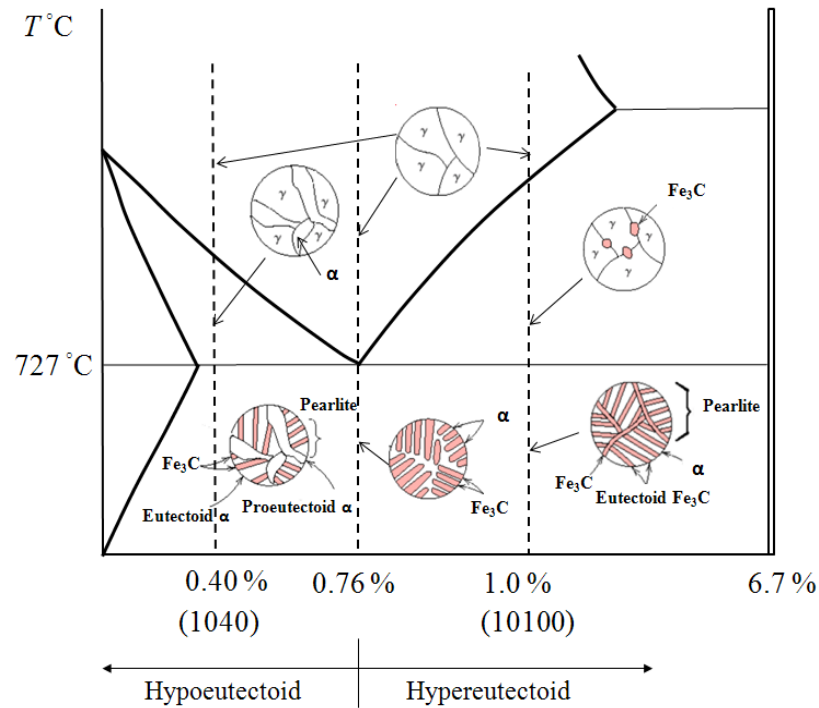 T °C
γ
γ
γ
γ
γ
γ
γ
γ
α
Fe₃C
γ
γ
γ
γ
727 °C
Pearlite
Fe₃C
Eutectoid α
Proeutectoid α
α
Fe₃C
Pearlite
Fe₃C
α
Eutectoid Fe₃C
0.40 %
0.76 %
1.0 %
6.7 %
(1040)
(10100)
Hypoeutectoid
Hypereutectoid